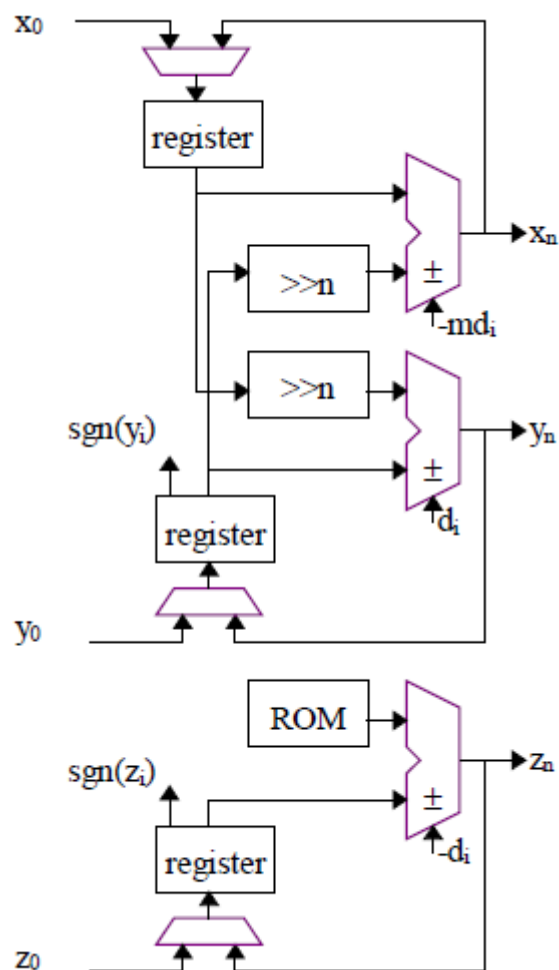 x₀
register
xₙ
>>n
±
-mdᵢ
>>n
sgn(yᵢ)
yₙ
±
register
dᵢ
y₀
ROM
sgn(zᵢ)
zₙ
±
register
-dᵢ
z₀